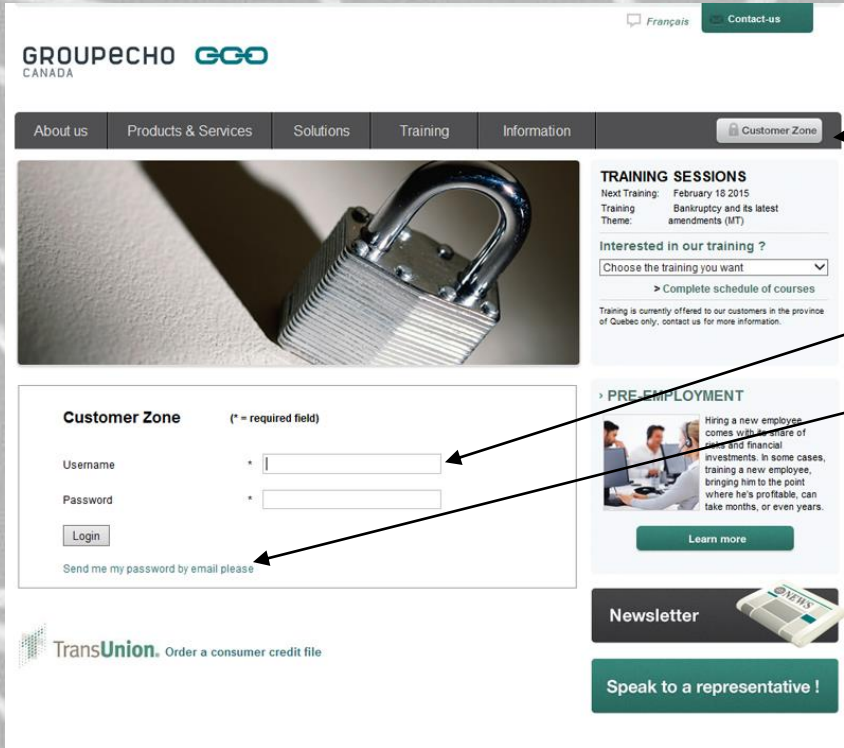 Français
Contact-us
GROUPECHO
CANADA
About us
Products & Services
Solutions
Training
Information
Customer Zone
TRAINING SESSIONS
Next Training: February 18 2015
Training Bankruptcy and its latest
Theme: amendments (MT)
Interested in our training ?
Choose the training you want
> Complete schedule of courses
Training is currently offered to our customers in the province
of Quebec only, contact us for more information.
Customer Zone (* = required field)
Username *
Password *
Login
Send me my password by email please
› PRE-EMPLOYMENT
Hiring a new employee
comes with its share of
risks and financial
investments. In some cases,
training a new employee,
bringing him to the point
where he's profitable, can
take months, or even years.
Learn more
Newsletter
NEWS
TransUnion. Order a consumer credit file
Speak to a representative !